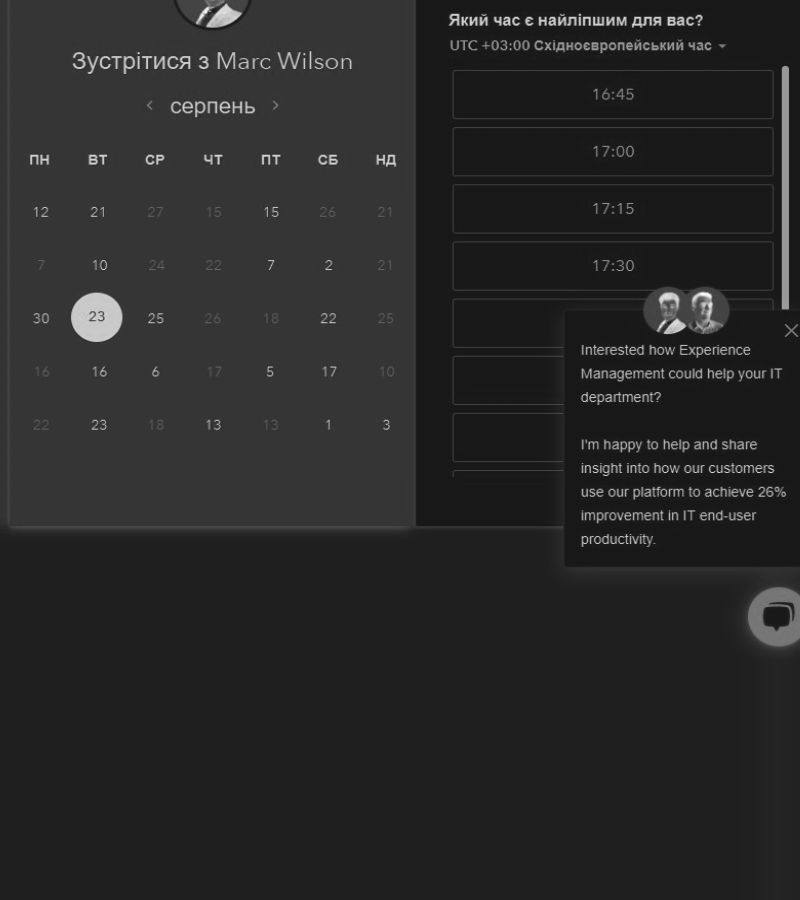 Зустрітися з Marc Wilson
серпень
ПН ВТ СР ЧТ ПТ СБ НД
12 21 27 15 15 26 21
7 10 24 22 7 2 21
30 23 25 26 18 22 25
16 16 6 17 5 17 10
22 23 18 13 13 1 3
Який час є найліпшим для вас?
UTC +03:00 Східноєвропейський час
16:45
17:00
17:15
17:30
Interested how Experience
Management could help your IT
department?
I'm happy to help and share
insight into how our customers
use our platform to achieve 26%
improvement in IT end-user
productivity.